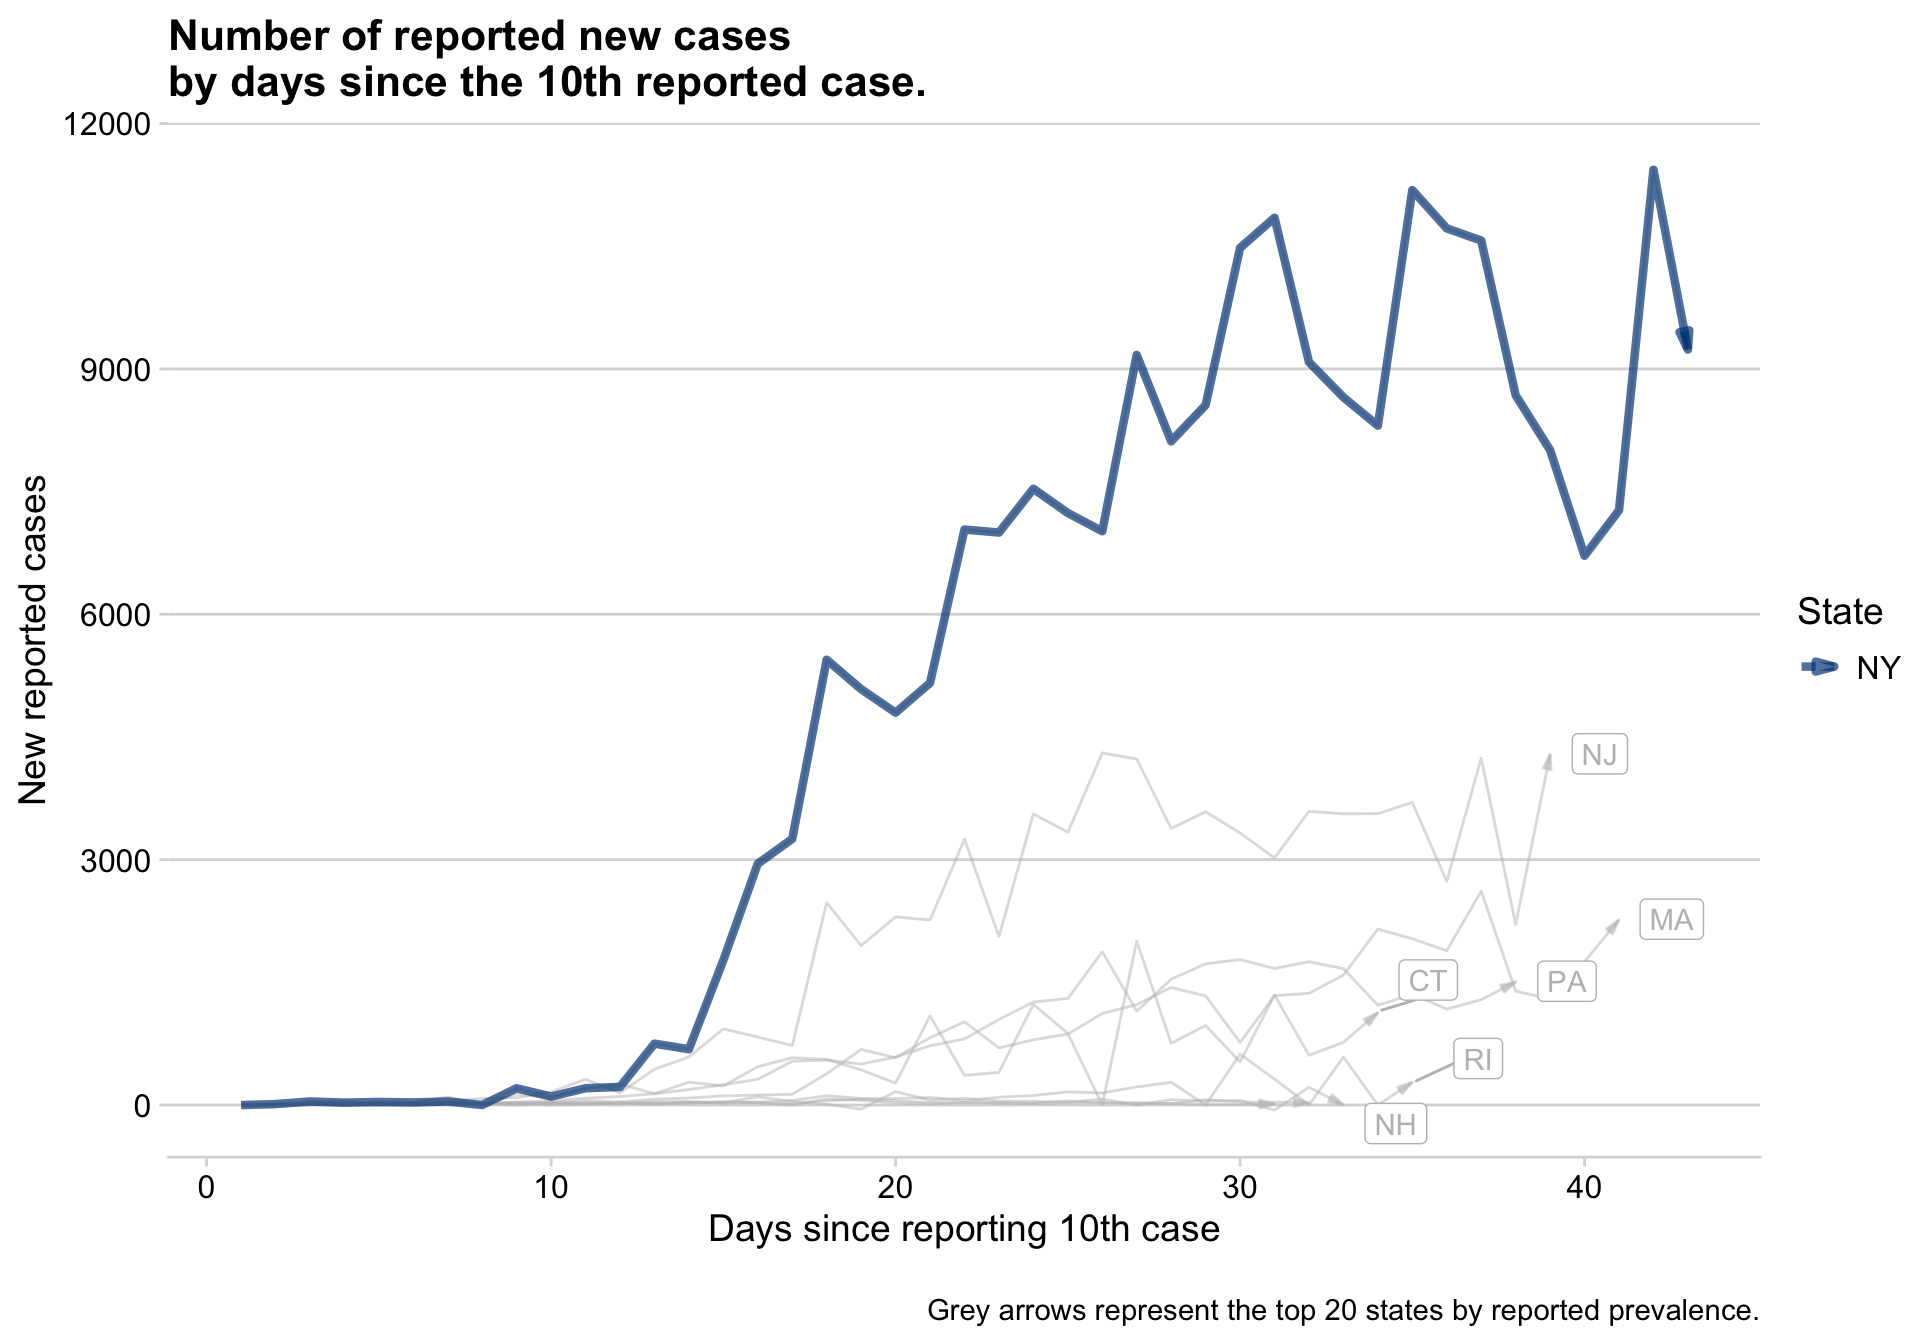 Number of reported new cases
by days since the 10th reported case.
12000
9000
6000
3000
0
New reported cases
State
NY
NJ
MA
CT
PA
RI
NH
0 10 20 30 40
Days since reporting 10th case
Grey arrows represent the top 20 states by reported prevalence.